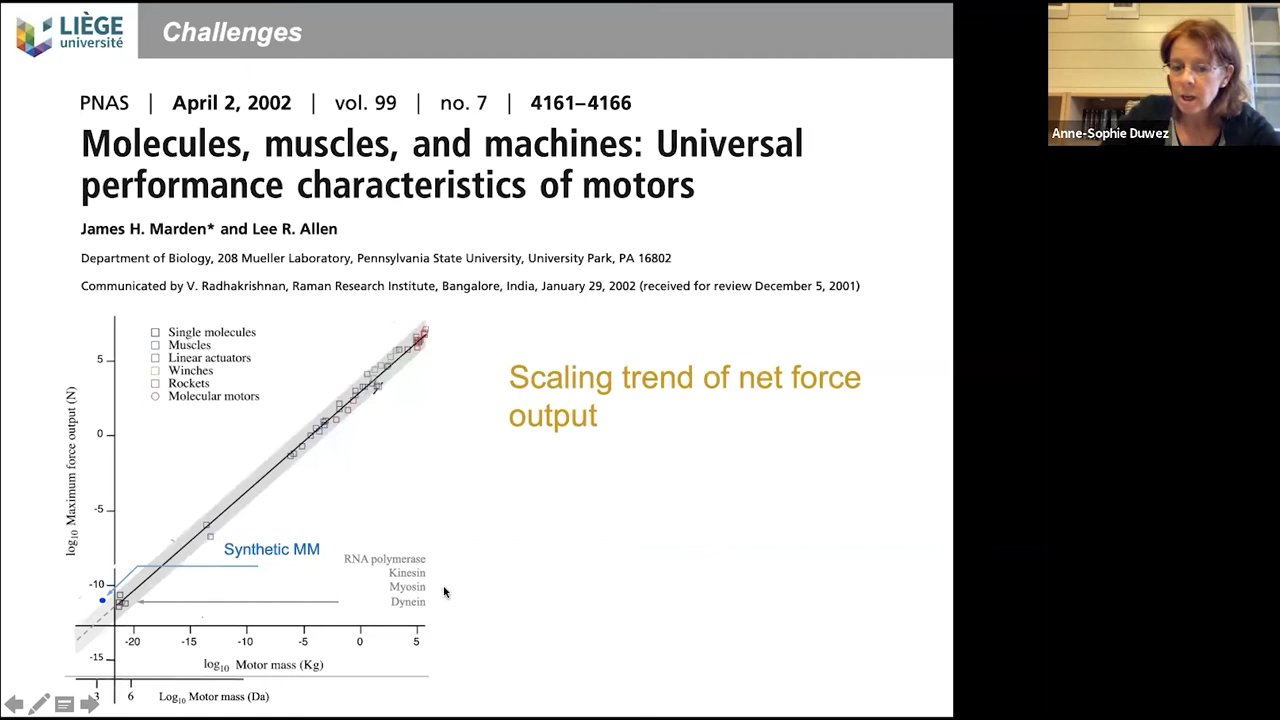 LIÈGE
université
Challenges
Anne-Sophie Duwez
PNAS | April 2, 2002 | vol. 99 | no. 7 | 4161–4166
Molecules, muscles, and machines: Universal
performance characteristics of motors
James H. Marden* and Lee R. Allen
Department of Biology, 208 Mueller Laboratory, Pennsylvania State University, University Park, PA 16802
Communicated by V. Radhakrishnan, Raman Research Institute, Bangalore, India, January 29, 2002 (received for review December 5, 2001)
Single molecules
Muscles
Linear actuators
Winches
Rockets
Molecular motors
Scaling trend of net force
output
log10 Maximum force output (N)
5
0
-5
-10
-15
Synthetic MM
RNA polymerase
Kinesin
Myosin
Dynein
-20 -15 -10 -5 0 5
log10 Motor mass (Kg)
3 6 Log10 Motor mass (Da)